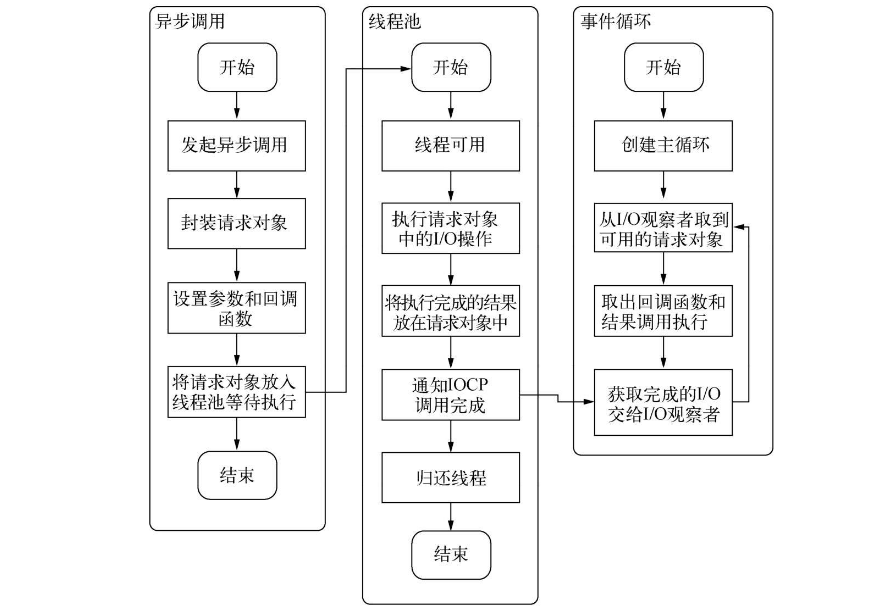 异步调用
开始
发起异步调用
封装请求对象
设置参数和回调
函数
将请求对象放入
线程池等待执行
结束
线程池
开始
线程可用
执行请求对象
中的I/O操作
将执行完成的结果
放在请求对象中
通知IOCP
调用完成
归还线程
结束
事件循环
开始
创建主循环
从I/O观察者取到
可用的请求对象
取出回调函数和
结果调用执行
获取完成的I/O
交给I/O观察者